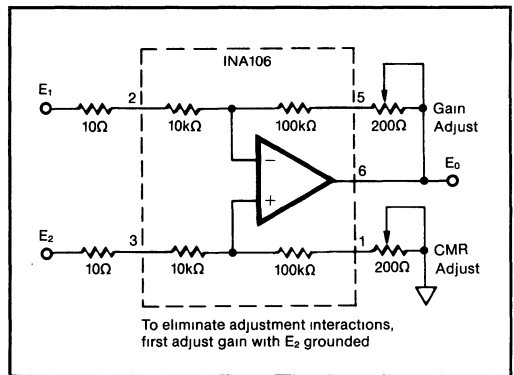 INA106
E1
2
5
Gain
Adjust
10Ω
10kΩ
100kΩ
200Ω
−
6
E0
+
E2
3
1
CMR
Adjust
10Ω
10kΩ
100kΩ
200Ω
To eliminate adjustment interactions,
first adjust gain with E2 grounded